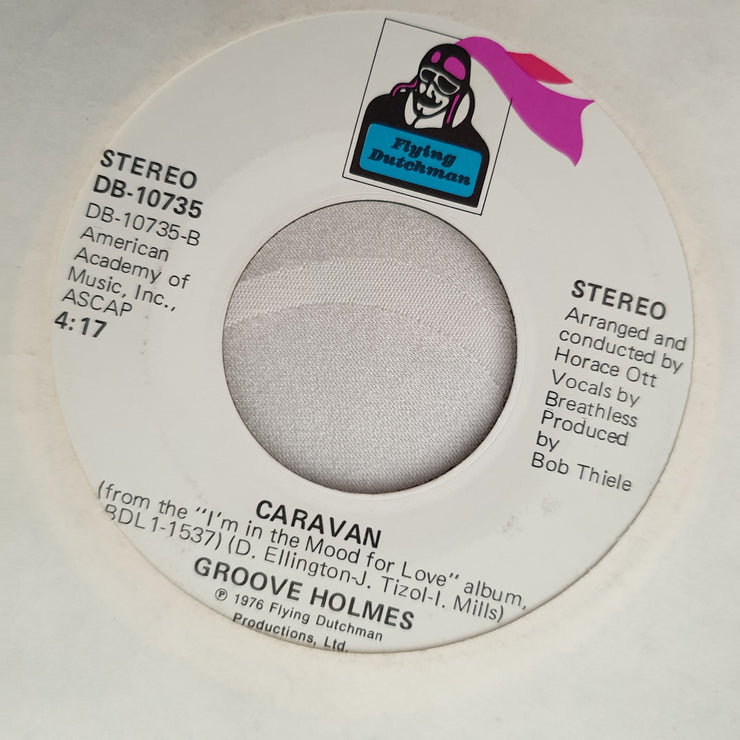 Flying
Dutchman
STEREO
DB-10735
DB-10735-B
American
Academy of
Music, Inc.,
ASCAP
4:17
STEREO
Arranged and
conducted by
Horace Ott
Vocals by
Breathless
Produced
by
Bob Thiele
CARAVAN
(from the "I'm in the Mood for Love" album,
BDL1-1537) (D. Ellington-J. Tizol-I. Mills)
GROOVE HOLMES
℗ 1976 Flying Dutchman
Productions, Ltd.